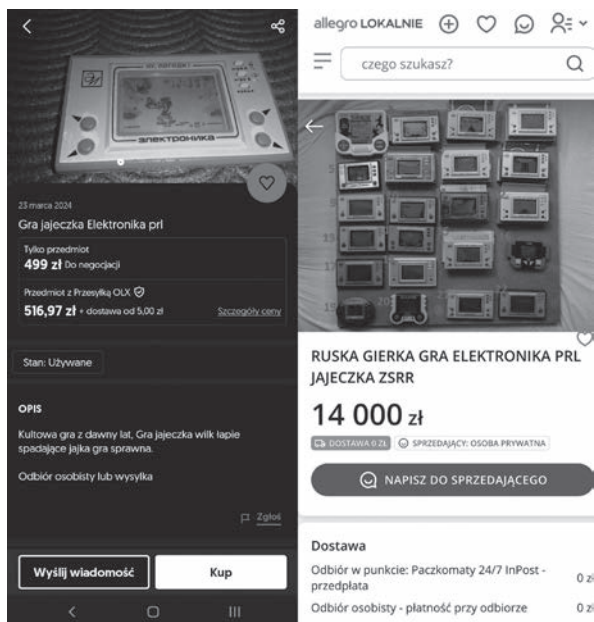 НУ, ПОГОДИ!
ЭЛЕКТРОНИКА
23 marca 2024
Gra jajeczka Elektronika prl
Tylko przedmiot
499 zł Do negocjacji
Przedmiot z Przesyłką OLX
516,97 zł + dostawa od 5,00 zł
Szczegóły ceny
Stan: Używane
OPIS
Kultowa gra z dawny lat, Gra jajeczka wilk łapie
spadające jajka gra sprawna.
Odbiór osobisty lub wysyłka
Zgłoś
Wyślij wiadomość
Kup
allegro LOKALNIE
czego szukasz?
RUSKA GIERKA GRA ELEKTRONIKA PRL
JAJECZKA ZSRR
14 000 zł
DOSTAWA 0 ZŁ
SPRZEDAJĄCY: OSOBA PRYWATNA
NAPISZ DO SPRZEDAJĄCEGO
Dostawa
Odbiór w punkcie: Paczkomaty 24/7 InPost -
przedpłata
0 zł
Odbiór osobisty - płatność przy odbiorze
0 zł